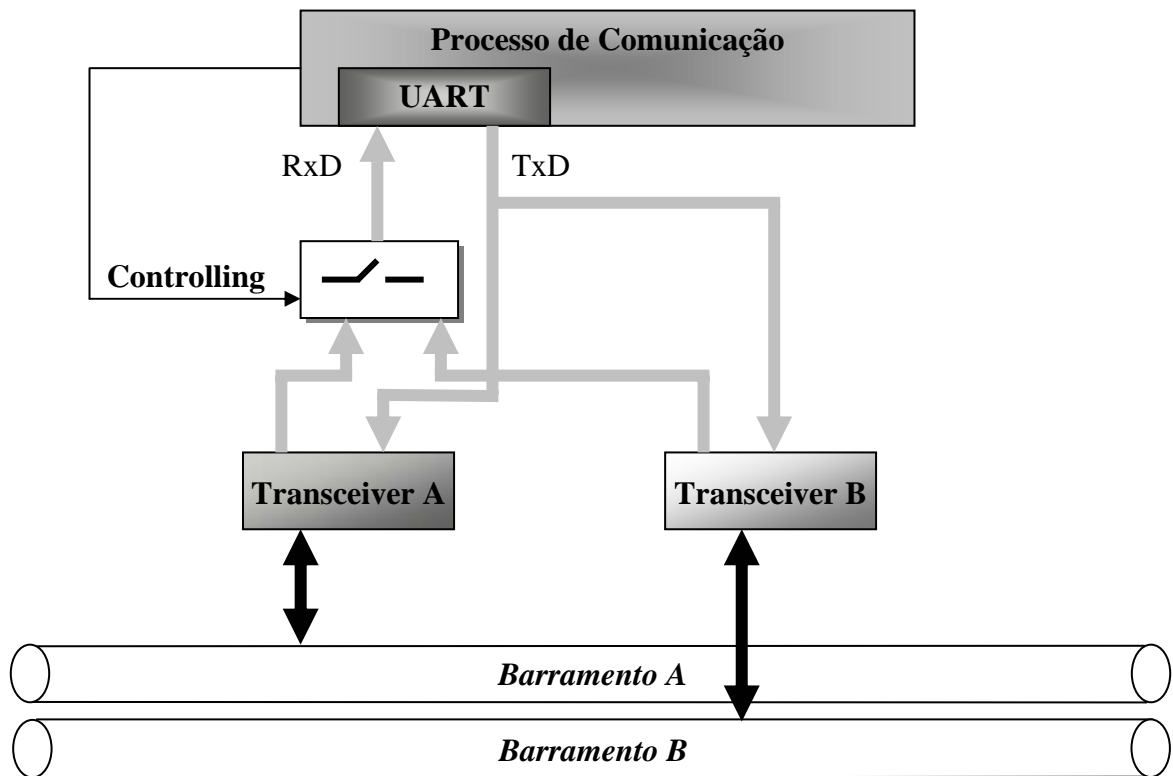 Processo de Comunicação
UART
RxD
TxD
Controlling
Transceiver A
Transceiver B
Barramento A
Barramento B